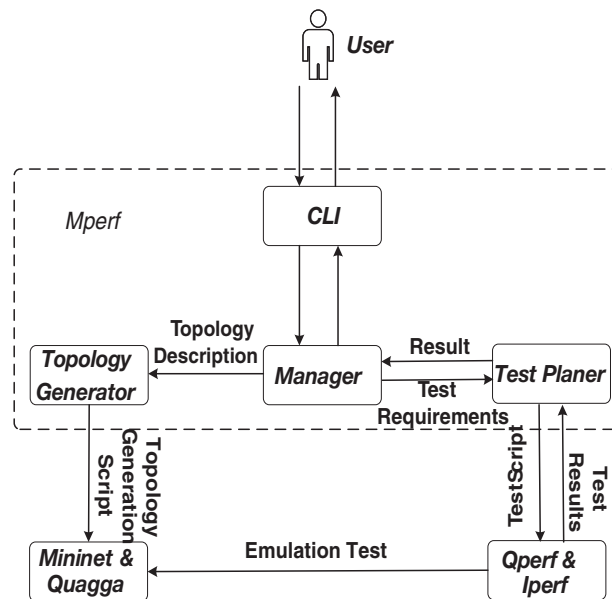 User
Mperf
CLI
Topology
Description
Result
Topology
Generator
Manager
Test Planer
Test
Requirements
Topology
Generation
Script
TestScript
Test
Results
Emulation Test
Mininet &
Quagga
Qperf &
Iperf